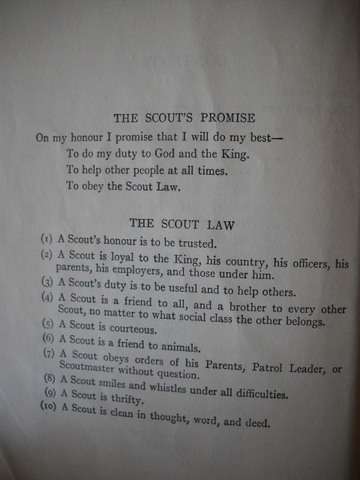 THE SCOUT'S PROMISE
On my honour I promise that I will do my best—
To do my duty to God and the King.
To help other people at all times.
To obey the Scout Law.
THE SCOUT LAW
(1) A Scout's honour is to be trusted.
(2) A Scout is loyal to the King, his country, his officers, his
parents, his employers, and those under him.
(3) A Scout's duty is to be useful and to help others.
(4) A Scout is a friend to all, and a brother to every other
Scout, no matter to what social class the other belongs.
(5) A Scout is courteous.
(6) A Scout is a friend to animals.
(7) A Scout obeys orders of his Parents, Patrol Leader, or
Scoutmaster without question.
(8) A Scout smiles and whistles under all difficulties.
(9) A Scout is thrifty.
(10) A Scout is clean in thought, word, and deed.